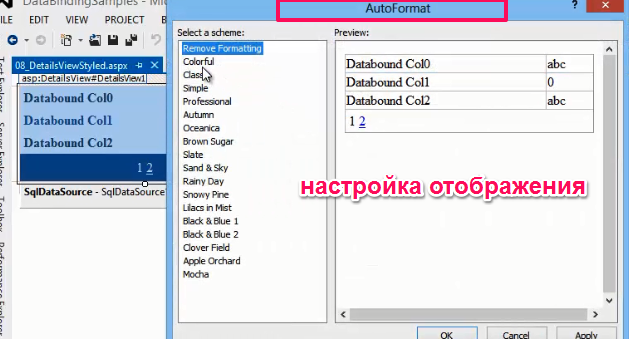 DataBindingSamples -
EDIT VIEW PROJECT
AutoFormat
?
Select a scheme:
Preview:
08_DetailsViewStyled.aspx
asp:DetailsView#DetailsView1
Databound Col0
Databound Col1
Databound Col2
1 2
SqlDataSource - SqlDataSource
Remove Formatting
Colorful
Classic
Simple
Professional
Autumn
Oceanica
Brown Sugar
Slate
Sand & Sky
Rainy Day
Snowy Pine
Lilacs in Mist
Black & Blue 1
Black & Blue 2
Clover Field
Apple Orchard
Mocha
Databound Col0 abc
Databound Col1 0
Databound Col2 abc
1 2
настройка отображения
OK Cancel Apply
Toolbox